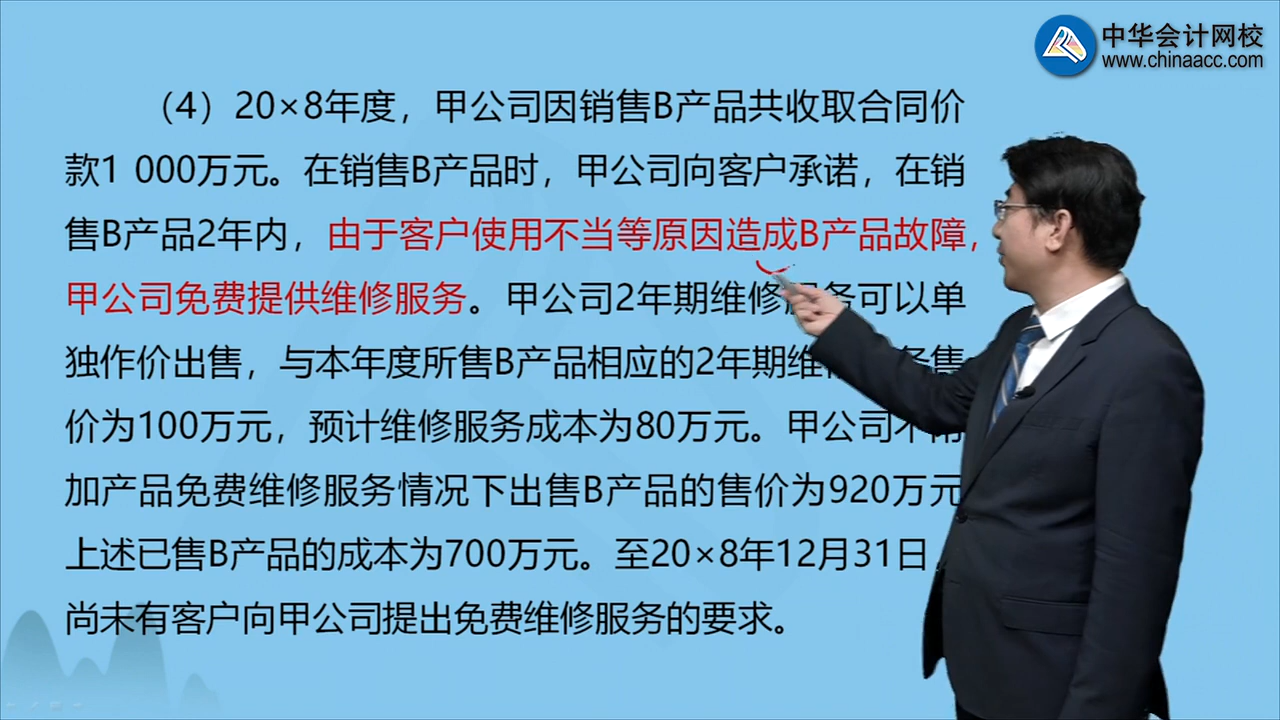 中华会计网校
www.chinaacc.com
（4）20×8年度，甲公司因销售B产品共收取合同价
款1 000万元。在销售B产品时，甲公司向客户承诺，在销
售B产品2年内，由于客户使用不当等原因造成B产品故障，
甲公司免费提供维修服务。甲公司2年期维修服务可以单
独作价出售，与本年度所售B产品相应的2年期维 务售
价为100万元，预计维修服务成本为80万元。甲公司不附
加产品免费维修服务情况下出售B产品的售价为920万元
上述已售B产品的成本为700万元。至20×8年12月31日
尚未有客户向甲公司提出免费维修服务的要求。